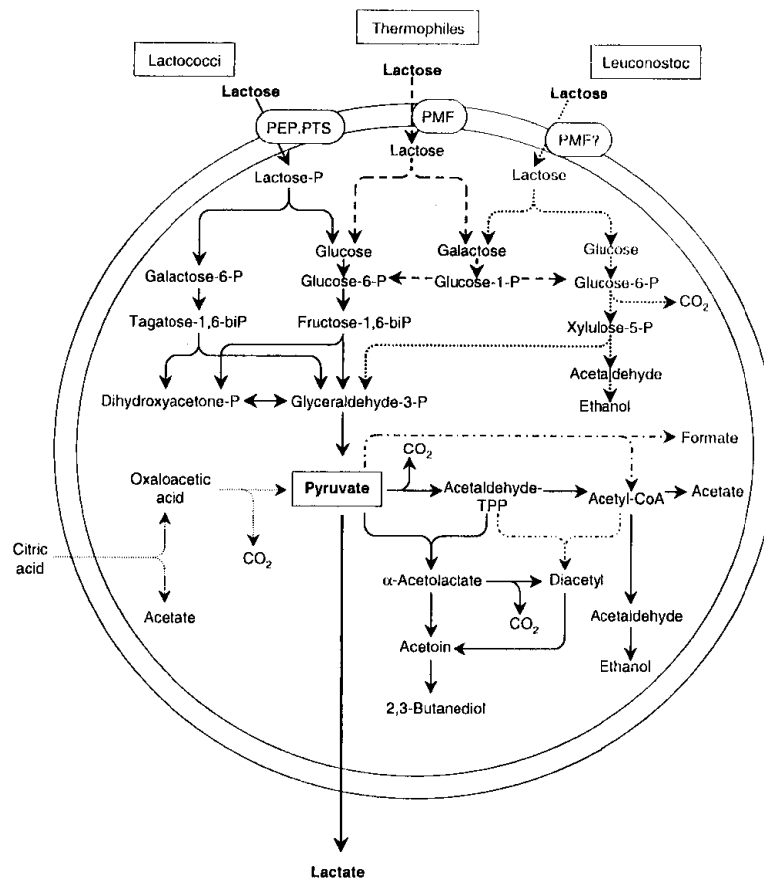 Thermophiles
Lactococci
Leuconostoc
Lactose
Lactose
Lactose
PEP.PTS
PMF
PMF?
Lactose
Lactose-P
Lactose
Glucose
Galactose
Glucose
Galactose-6-P
Glucose-6-P
Glucose-1-P
Glucose-6-P
CO2
Tagatose-1,6-biP
Fructose-1,6-biP
Xylulose-5-P
Acetaldehyde
Dihydroxyacetone-P
Glyceraldehyde-3-P
Ethanol
Formate
CO2
Oxaloacetic
acid
Pyruvate
Acetaldehyde-
TPP
Acetyl-CoA
Acetate
Citric
acid
CO2
α-Acetolactate
Diacetyl
Acetate
CO2
Acetaldehyde
Acetoin
Ethanol
2,3-Butanediol
Lactate